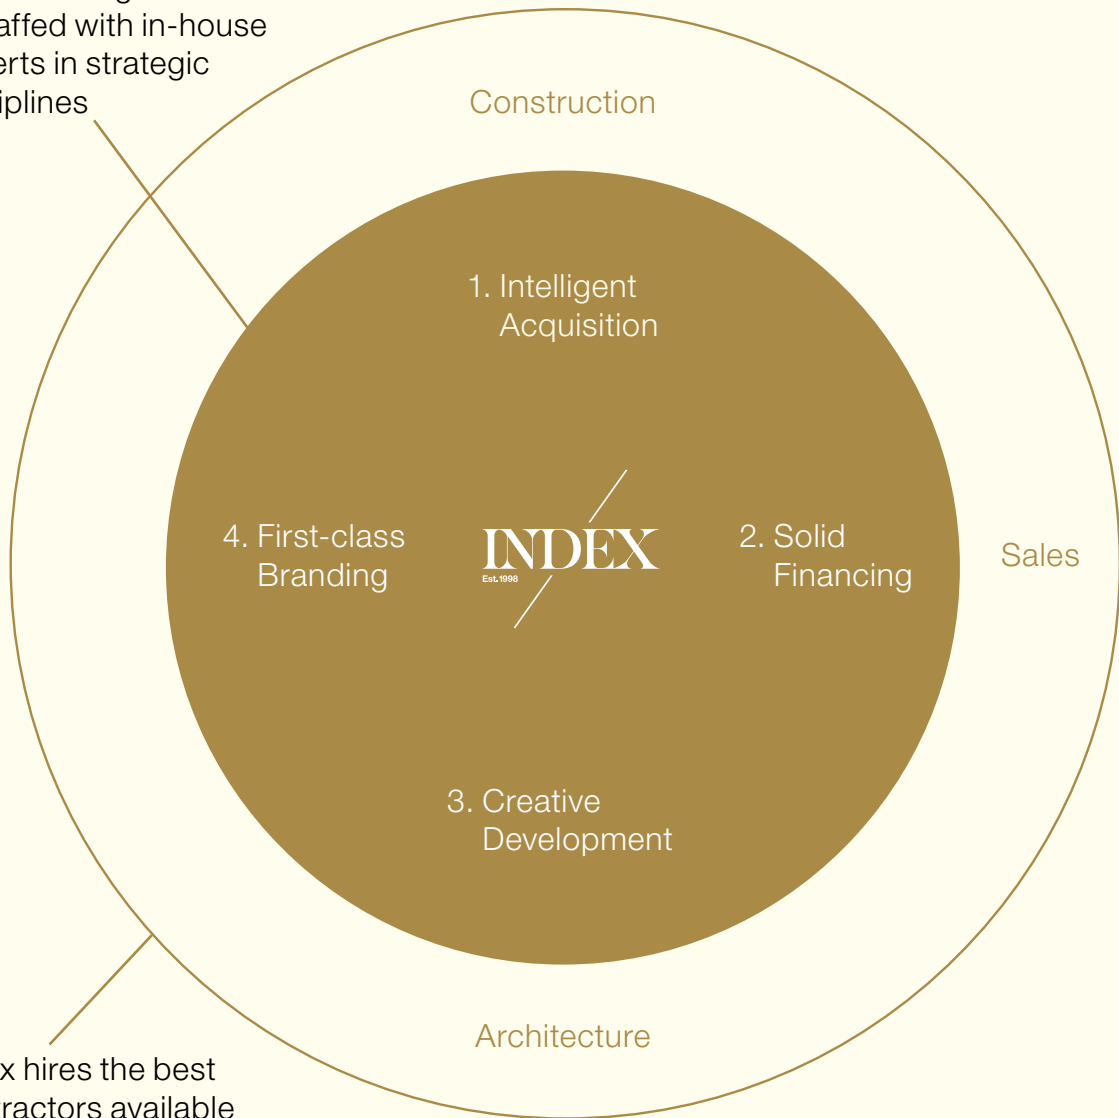 affed with in-house
erts in strategic
iplines
Construction
1. Intelligent
Acquisition
4. First-class
Branding
INDEX
Est. 1998
2. Solid
Financing
Sales
3. Creative
Development
Architecture
x hires the best
tractors available